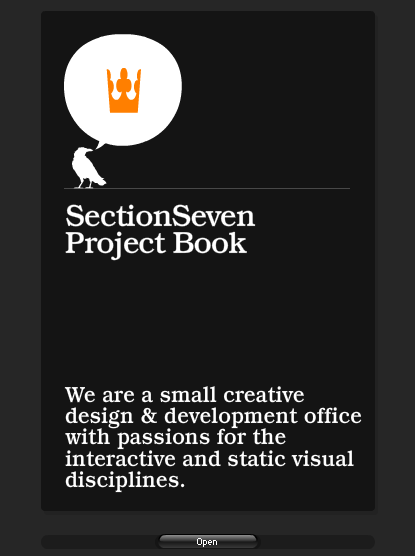 SectionSeven
Project Book
We are a small creative
design & development office
with passions for the
interactive and static visual
disciplines.
Open